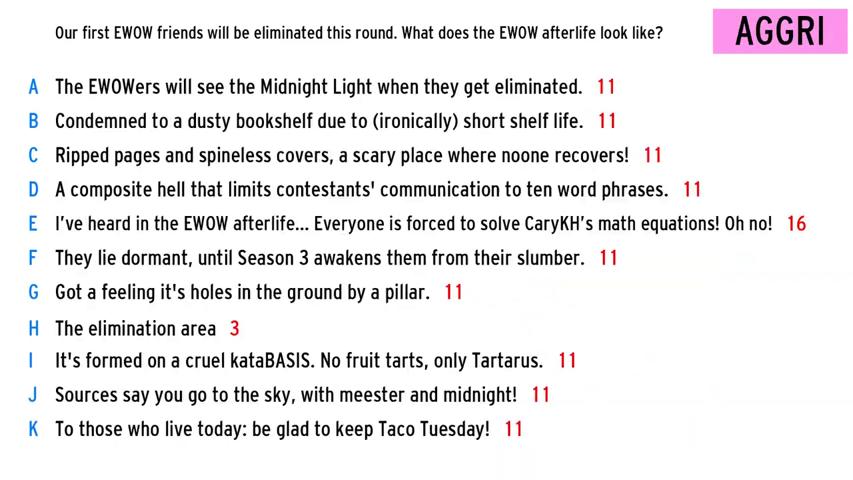 Our first EWOW friends will be eliminated this round. What does the EWOW afterlife look like?
AGGRI
A The EWOWers will see the Midnight Light when they get eliminated. 11
B Condemned to a dusty bookshelf due to (ironically) short shelf life. 11
C Ripped pages and spineless covers, a scary place where noone recovers! 11
D A composite hell that limits contestants' communication to ten word phrases. 11
E I've heard in the EWOW afterlife... Everyone is forced to solve CaryKH's math equations! Oh no! 16
F They lie dormant, until Season 3 awakens them from their slumber. 11
G Got a feeling it's holes in the ground by a pillar. 11
H The elimination area 3
I It's formed on a cruel kataBASIS. No fruit tarts, only Tartarus. 11
J Sources say you go to the sky, with meester and midnight! 11
K To those who live today: be glad to keep Taco Tuesday! 11